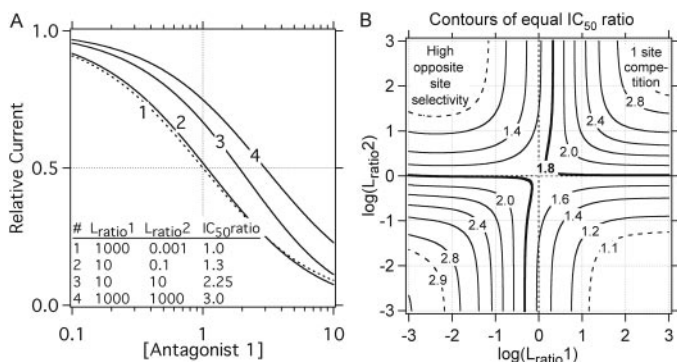 A
1.0
0.5
0.0
Relative Current
1
2
3
4
# Lratio1 Lratio2 IC50ratio
1 1000 0.001 1.0
2 10 0.1 1.3
3 10 10 2.25
4 1000 1000 3.0
0.1
1
10
[Antagonist 1]
B
Contours of equal IC50 ratio
3
2
1
0
-1
-2
-3
log(Lratio2)
High
opposite
site
selectivity
1 site
compe-
tition
1.4
2.8
2.4
2.0
1.8
2.0
2.4
2.8
2.9
1.6
1.4
1.2
1.1
-3
-2
-1
0
1
2
3
log(Lratio1)